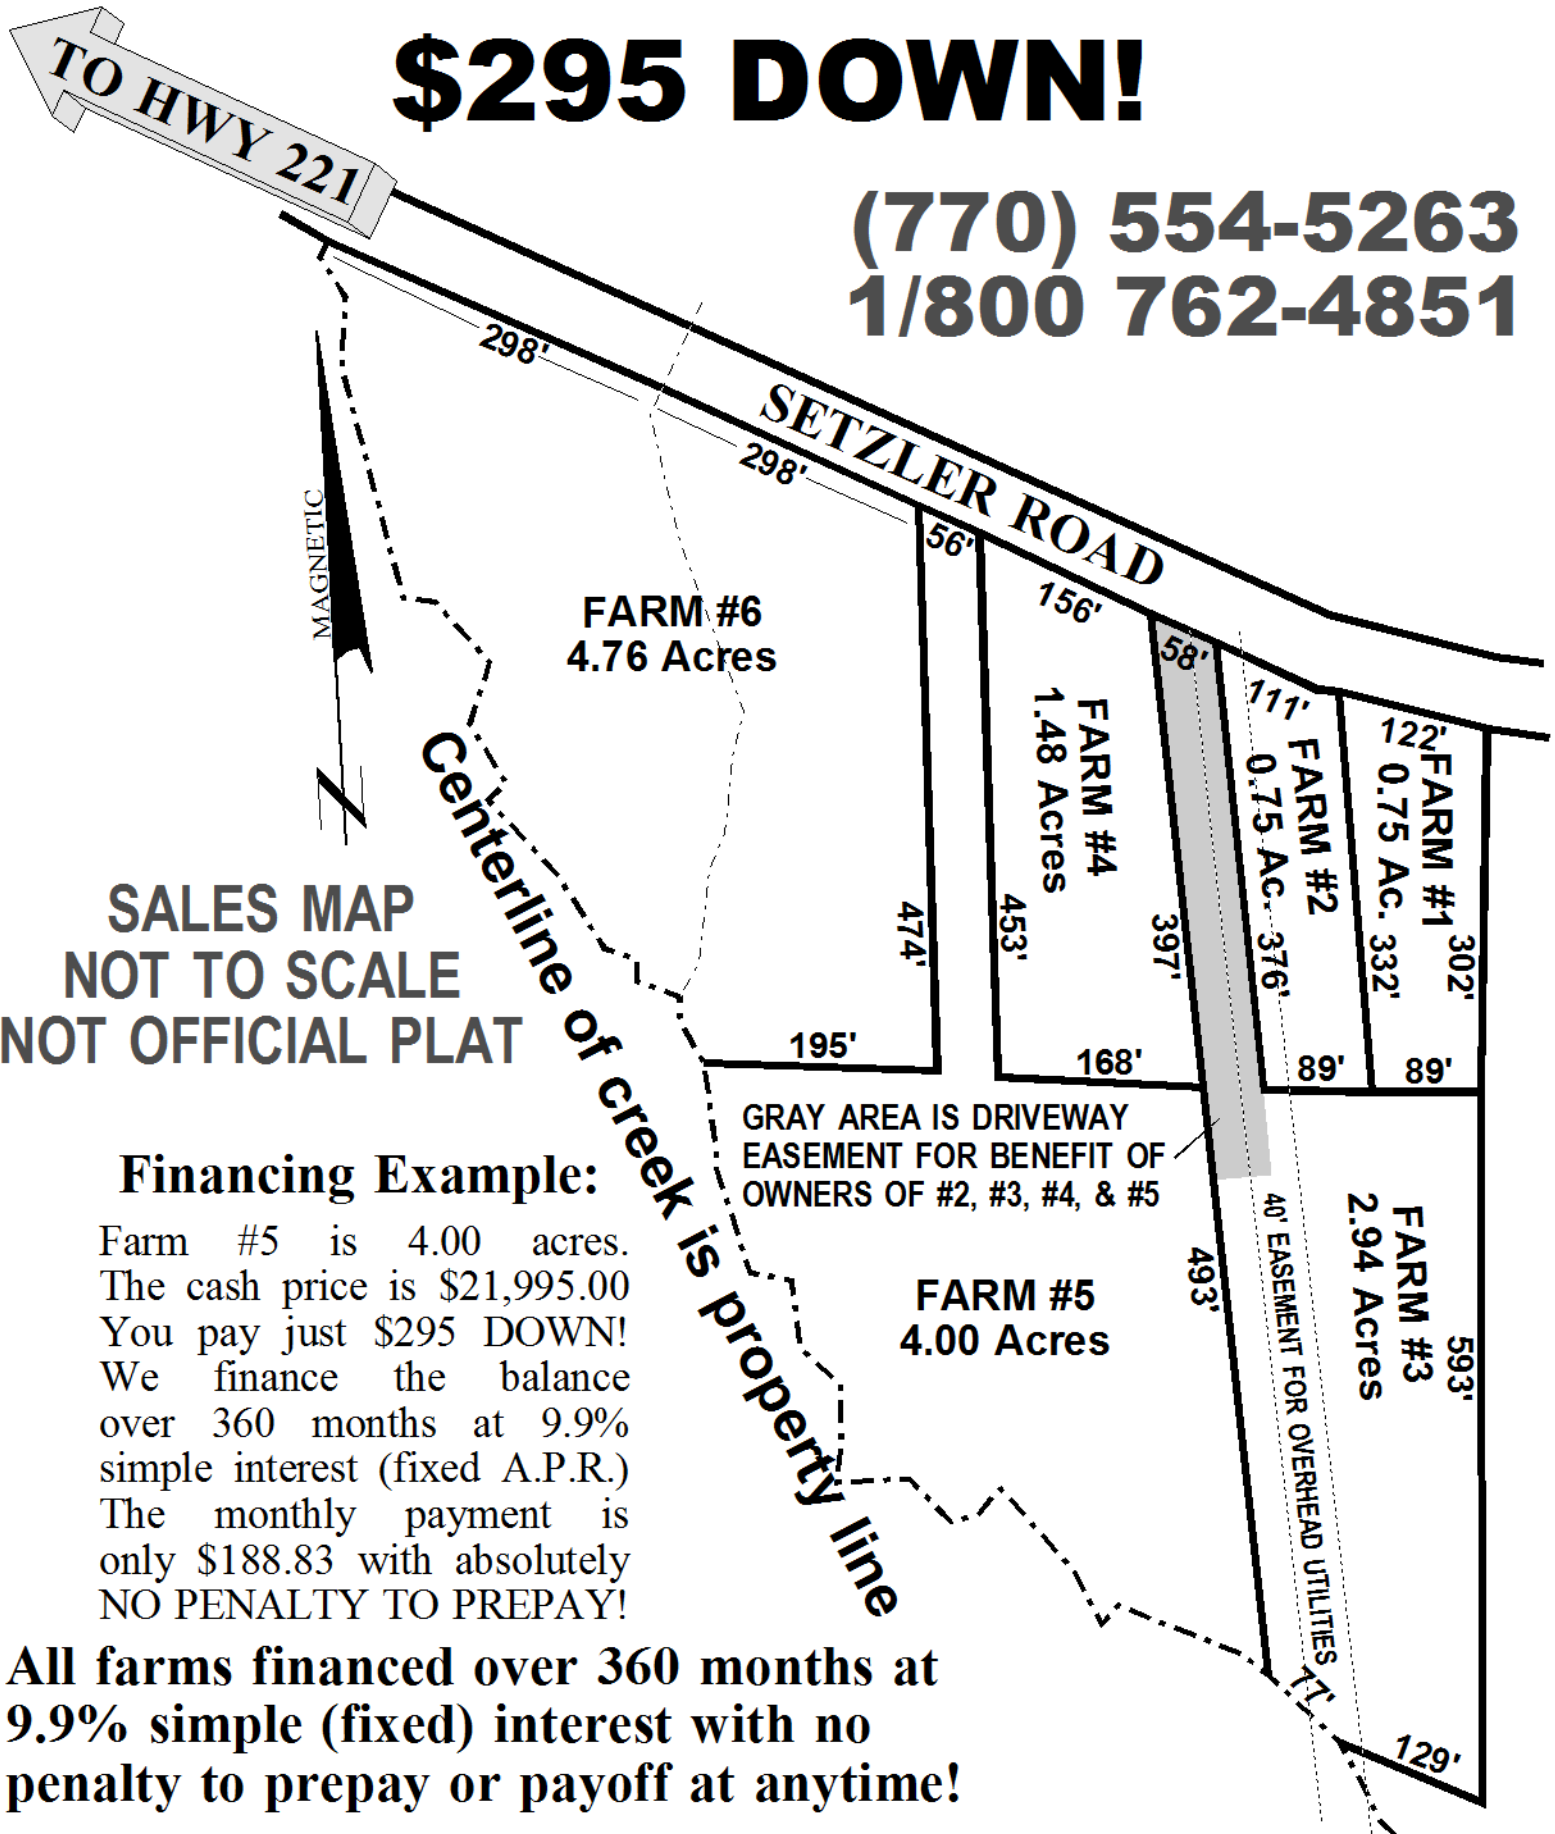 $295 DOWN!
TO HWY 221
(770) 554-5263
1/800 762-4851
298'
298'
SETZLER ROAD
56'
156'
58'
111'
122'
MAGNETIC
N
FARM #6
4.76 Acres
FARM #4
1.48 Acres
FARM #2
0.75 Ac.
FARM #1
0.75 Ac.
474'
453'
397'
376'
332'
302'
SALES MAP
NOT TO SCALE
NOT OFFICIAL PLAT
Centerline of creek is property line
195'
168'
89'
89'
GRAY AREA IS DRIVEWAY
EASEMENT FOR BENEFIT OF
OWNERS OF #2, #3, #4, & #5
FARM #5
4.00 Acres
493'
40' EASEMENT FOR OVERHEAD UTILITIES
FARM #3
2.94 Acres
593'
77'
129'
Financing Example:
Farm #5 is 4.00 acres.
The cash price is $21,995.00
You pay just $295 DOWN!
We finance the balance
over 360 months at 9.9%
simple interest (fixed A.P.R.)
The monthly payment is
only $188.83 with absolutely
NO PENALTY TO PREPAY!
All farms financed over 360 months at
9.9% simple (fixed) interest with no
penalty to prepay or payoff at anytime!